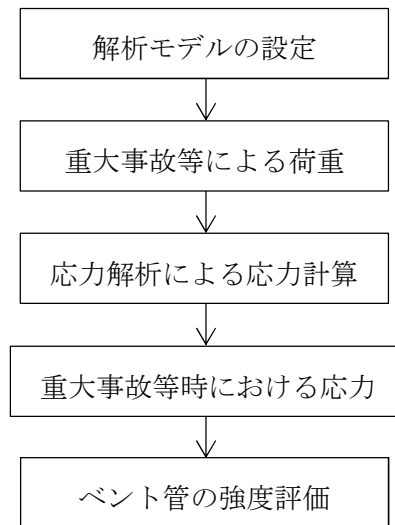 解析モデルの設定
重大事故等による荷重
応力解析による応力計算
重大事故等時における応力
ベント管の強度評価